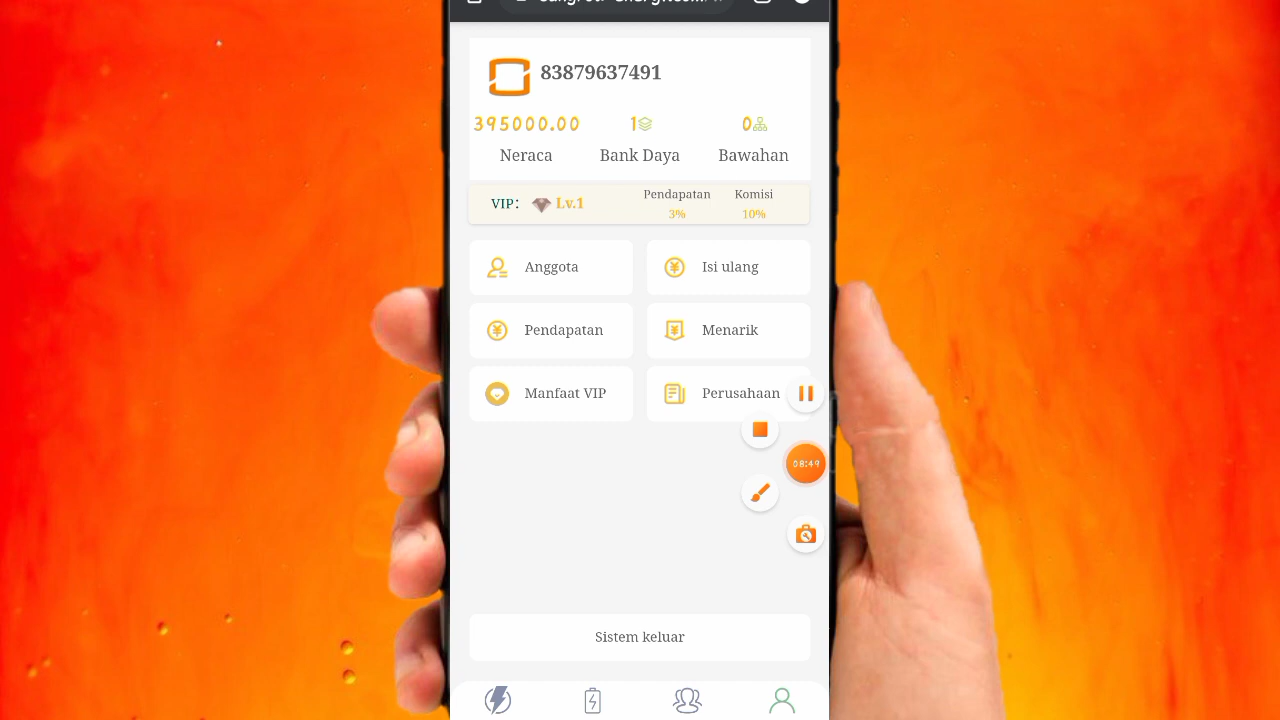 83879637491
395000.00 1 0
Neraca Bank Daya Bawahan
VIP: Lv.1 Pendapatan 3% Komisi 10%
Anggota Isi ulang
Pendapatan Menarik
Manfaat VIP Perusahaan
08:49
Sistem keluar